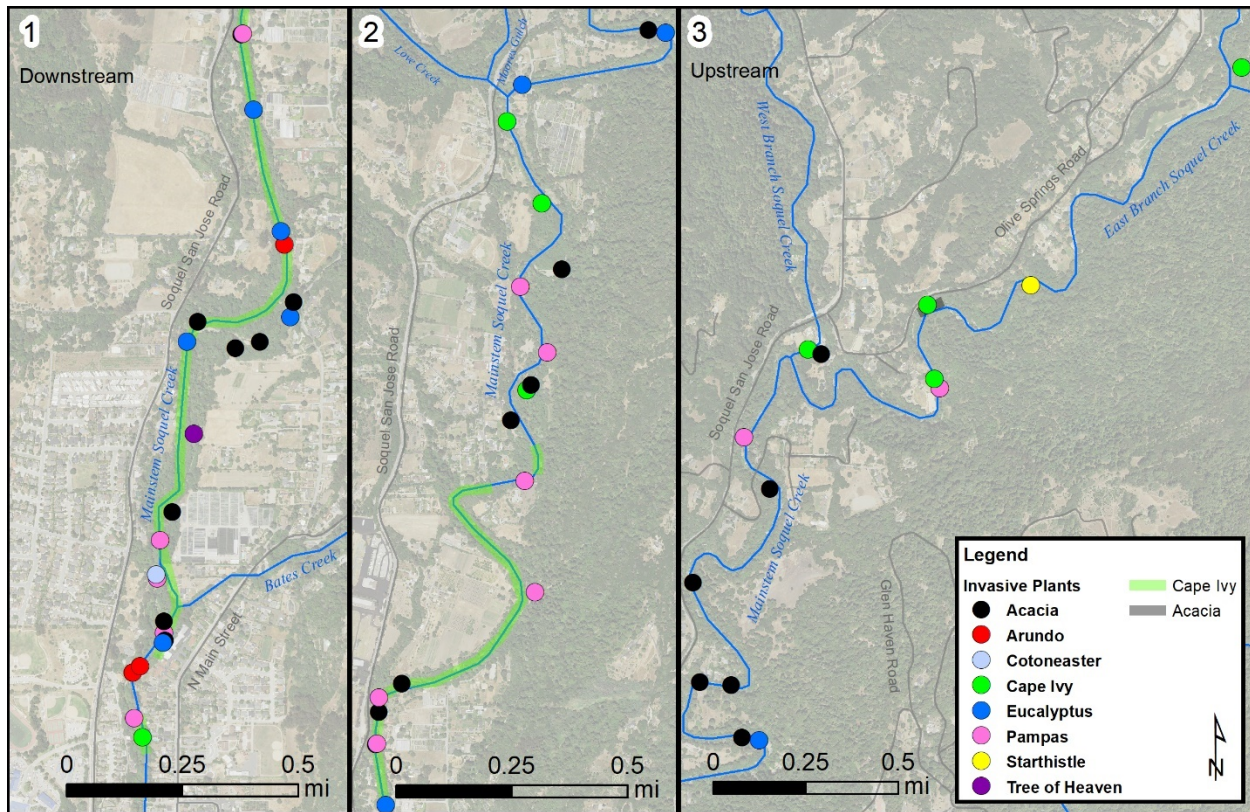 1
Downstream
Soquel San Jose Road
Mainstem Soquel Creek
Bates Creek
N Main Street
0 0.25 0.5
mi
2
Love Creek
Moores Gulch
Mainstem Soquel Creek
Soquel San Jose Road
0 0.25 0.5
mi
3
Upstream
West Branch Soquel Creek
Olive Springs Road
East Branch Soquel Creek
Soquel San Jose Road
Mainstem Soquel Creek
Glen Haven Road
0 0.25 0.5
mi
Legend
Invasive Plants
Acacia
Arundo
Cotoneaster
Cape Ivy
Eucalyptus
Pampas
Starthistle
Tree of Heaven
Cape Ivy
Acacia
N